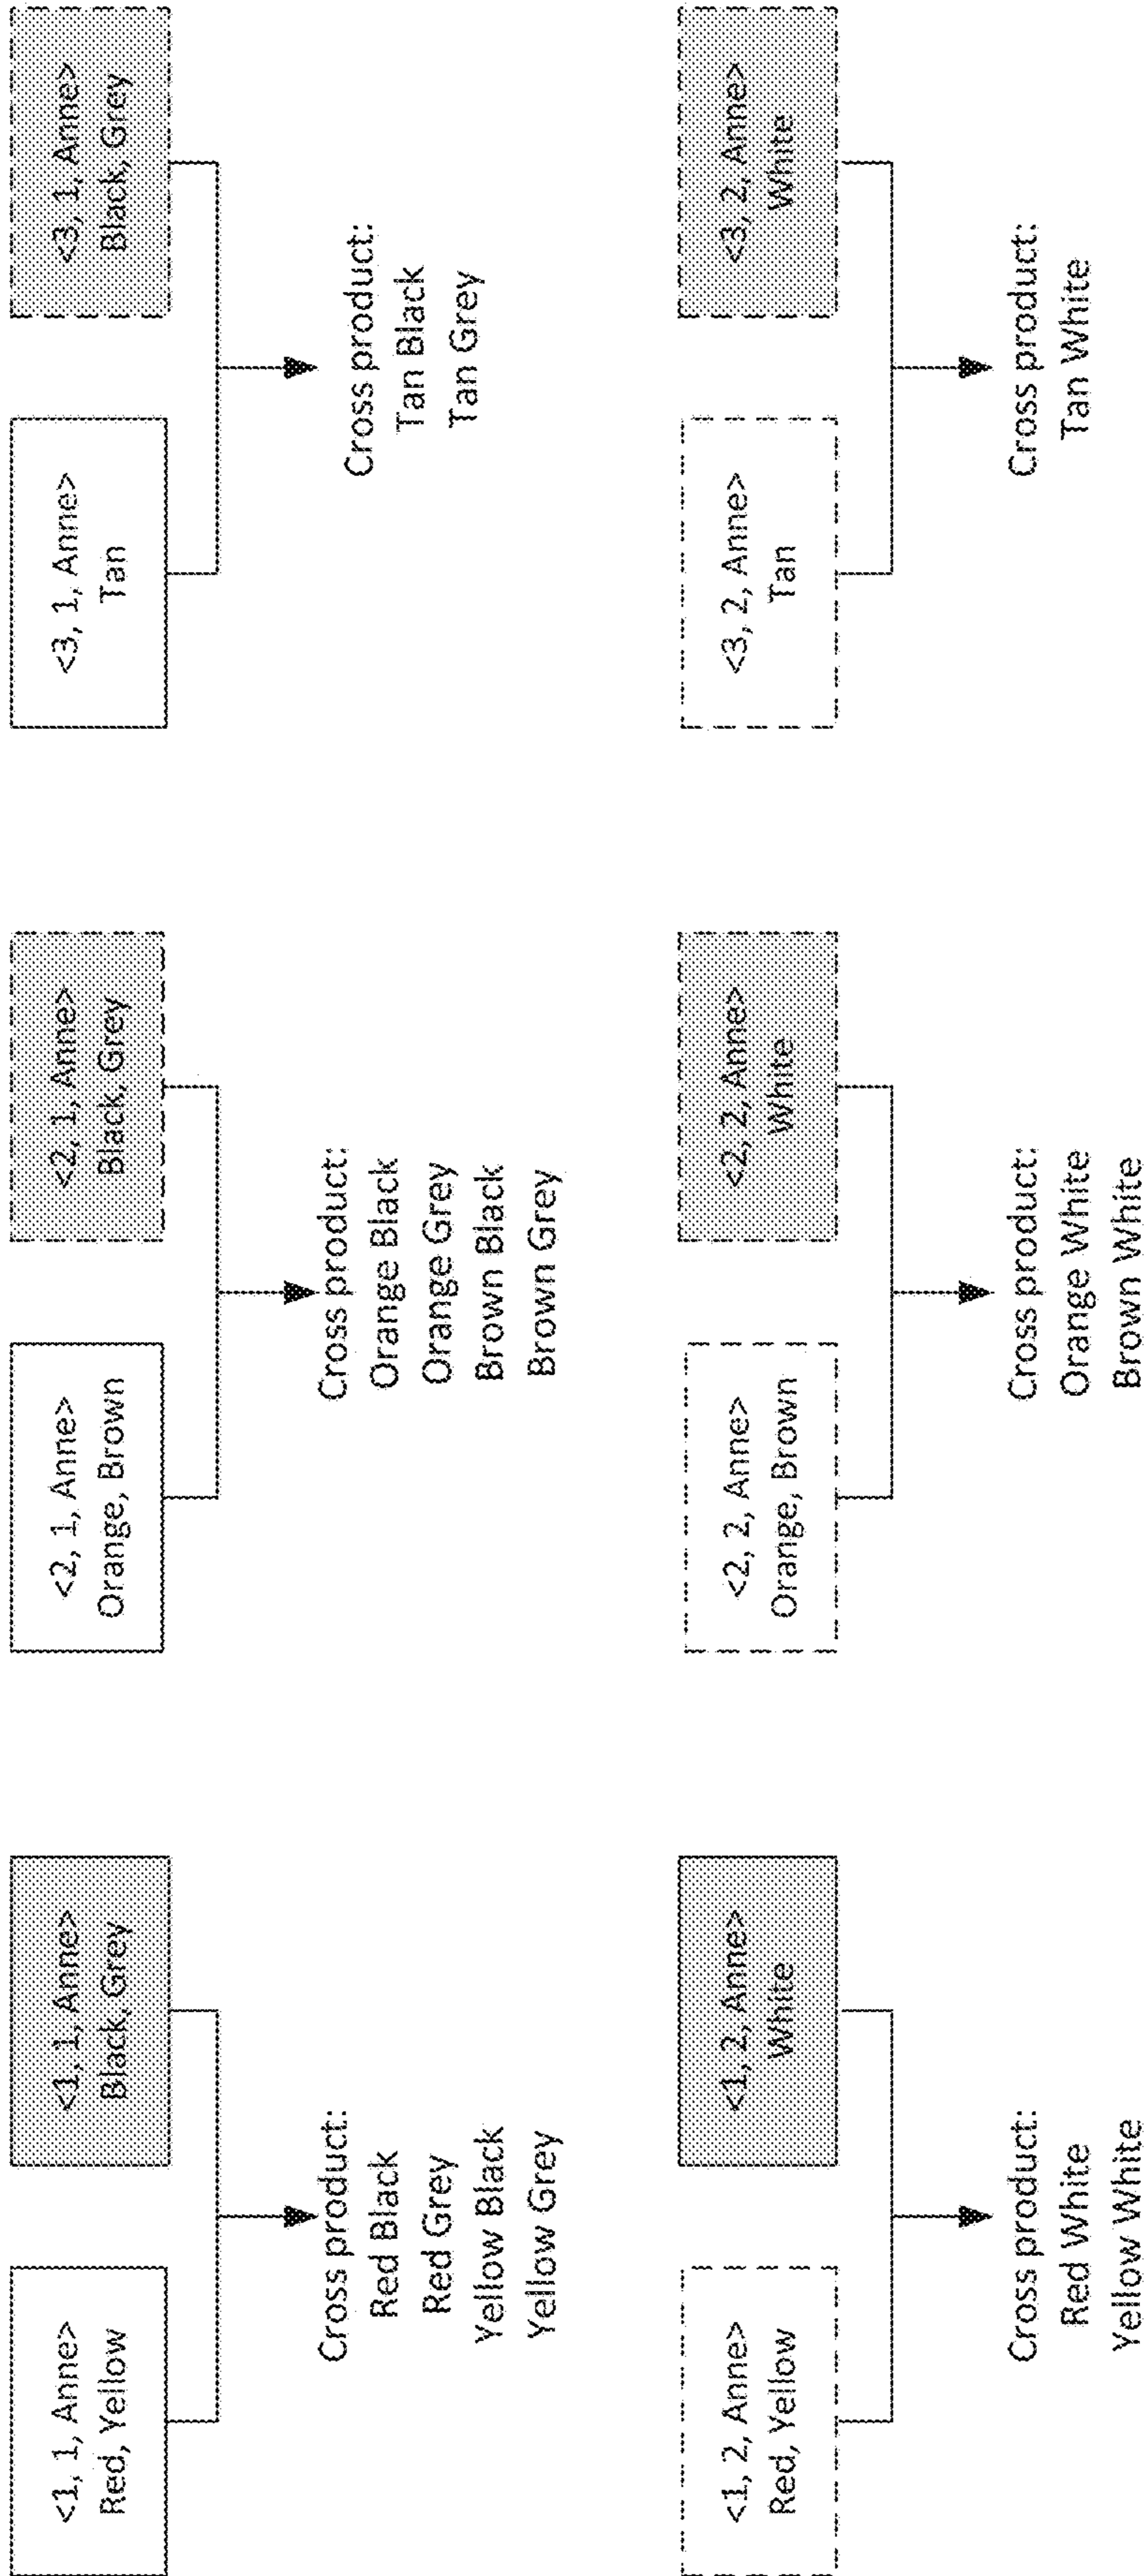 <1, 1, Anne>
Red, Yellow
<1, 1, Anne>
Black, Grey
Cross product:
Red Black
Red Grey
Yellow Black
Yellow Grey
<2, 1, Anne>
Orange, Brown
<2, 1, Anne>
Black, Grey
Cross product:
Orange Black
Orange Grey
Brown Black
Brown Grey
<3, 1, Anne>
Tan
<3, 1, Anne>
Black, Grey
Cross product:
Tan Black
Tan Grey
<1, 2, Anne>
Red, Yellow
<1, 2, Anne>
White
Cross product:
Red White
Yellow White
<2, 2, Anne>
Orange, Brown
<2, 2, Anne>
White
Cross product:
Orange White
Brown White
<3, 2, Anne>
Tan
<3, 2, Anne>
White
Cross product:
Tan White